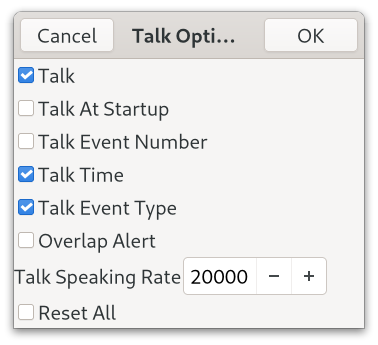 Cancel Talk Opti... OK
Talk
Talk At Startup
Talk Event Number
Talk Time
Talk Event Type
Overlap Alert
Talk Speaking Rate 20000 − +
Reset All